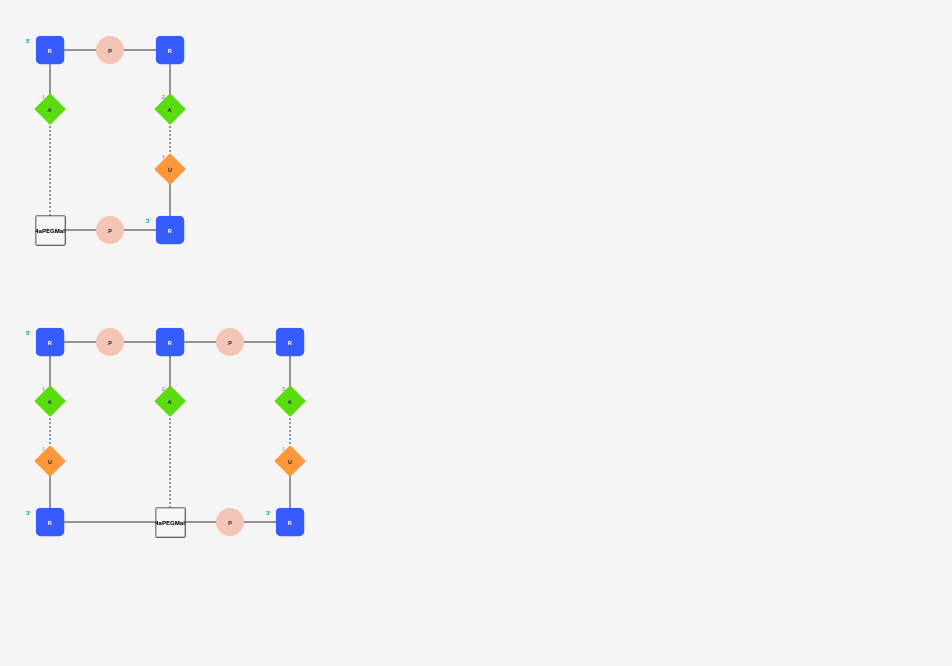 5' R P R
1 2
A A
1
U
3'
4aPEGMal P R
5' R P R P R
1 2 3
A A A
1 1
U U
3' 3'
R 4aPEGMal P R